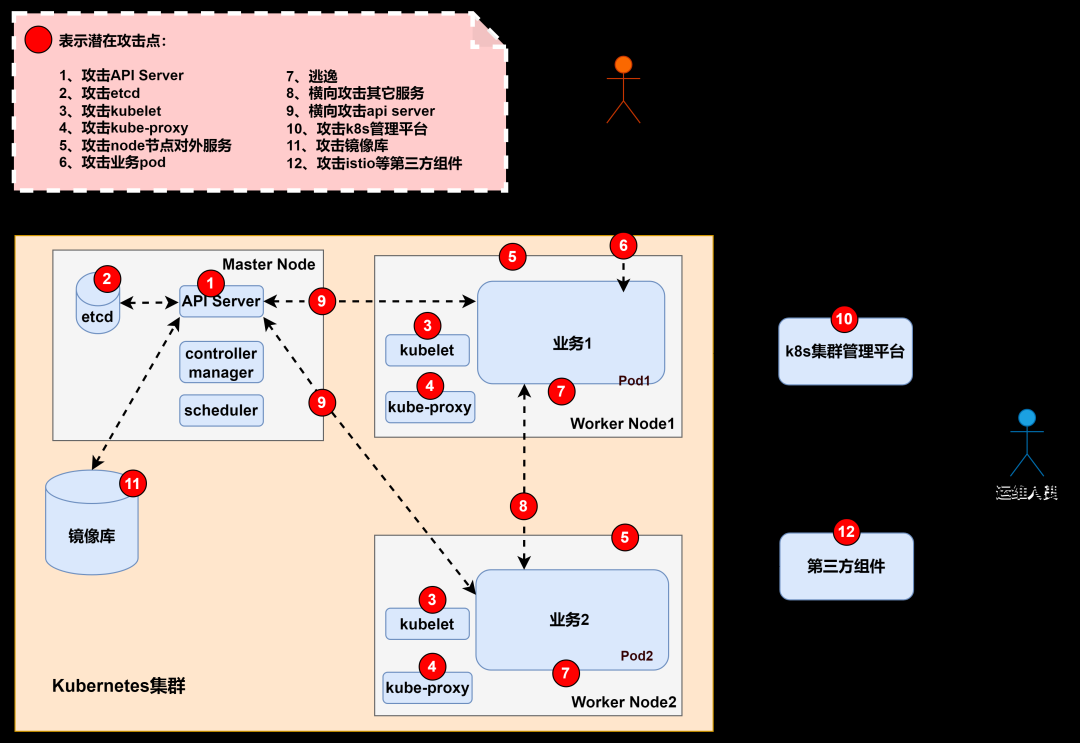 表示潜在攻击点：
1、攻击API Server
2、攻击etcd
3、攻击kubelet
4、攻击kube-proxy
5、攻击node节点对外服务
6、攻击业务pod
7、逃逸
8、横向攻击其它服务
9、横向攻击api server
10、攻击k8s管理平台
11、攻击镜像库
12、攻击istio等第三方组件
Master Node
2
etcd
1
API Server
controller
manager
scheduler
9
9
11
镜像库
Kubernetes集群
5
6
3
kubelet
4
kube-proxy
业务1
Pod1
7
Worker Node1
8
5
3
kubelet
4
kube-proxy
业务2
Pod2
7
Worker Node2
10
k8s集群管理平台
运维人员
12
第三方组件